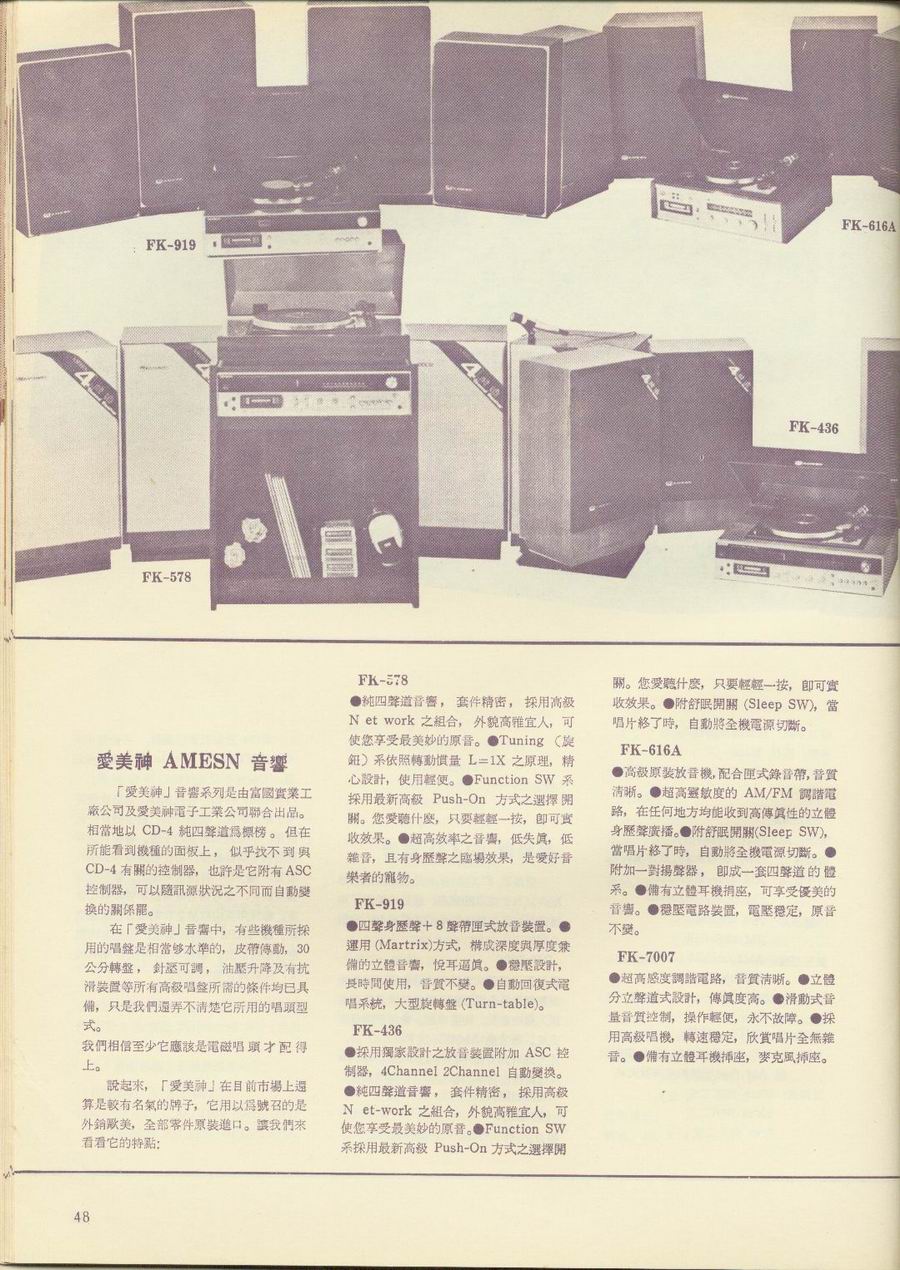 FK-919
FK-616A
FK-436
FK-578
愛美神 AMESN 音響
「愛美神」音響系列是由富國實業工
廠公司及愛美神電子工業公司聯合出品。
相當地以 CD-4 純四聲道爲標榜。但在
所能看到機種的面板上，似乎找不到與
CD-4 有關的控制器，也許是它附有 ASC
控制器，可以隨訊源狀況之不同而自動變
換的關係罷。
在「愛美神」音響中，有些機種所採
用的唱盤是相當够水準的，皮帶傳動，30
公分轉盤，針壓可調，油壓升降及有抗
滑裝置等所有高級唱盤所需的條件均已具
備，只是我們還弄不清楚它所用的唱頭型
式。
我們相信至少它應該是電磁唱頭才配得
上。
說起來，「愛美神」在目前市場上還
算是較有名氣的牌子，它用以爲號召的是
外銷歐美，全部零件原裝進口。讓我們來
看看它的特點:
FK-578
●純四聲道音響，套件精密，採用高級
N et work 之組合，外貌高雅宜人，可
使您享受最美妙的原音。●Tuning（旋
鈕）系依照轉動慣量 L=1X 之原理，精
心設計，使用輕便。●Function SW 系
採用最新高級 Push-On 方式之選擇開
關。您愛聽什麽，只要輕輕一按，卽可實
收效果。●超高效率之音響，低失眞，低
雜音，且有身歷聲之臨場效果，是愛好音
樂者的寵物。
FK-919
●四聲身歷聲＋8 聲帶匣式放音裝置。●
運用 (Martrix)方式，構成深度與厚度兼
備的立體音響，悅耳逼眞。●穩壓設計，
長時間使用，音質不變。●自動回復式電
唱系統，大型旋轉盤 (Turn-table)。
FK-436
●採用獨家設計之放音裝置附加 ASC 控
制器，4Channel 2Channel 自動變換。
●純四聲道音響，套件精密，採用高級
N et-work 之組合，外貌高雅宜人，可
使您享受最美妙的原音。●Function SW
系採用最新高級 Push-On 方式之選擇開
關。您愛聽什麽，只要輕輕一按，卽可實
收效果。●附舒眠開關 (Sleep SW)，當
唱片終了時，自動將全機電源切斷。
FK-616A
●高級原裝放音機，配合匣式錄音帶，音質
清晰。●超高靈敏度的 AM/FM 調諧電
路，在任何地方均能收到高傳眞性的立體
身歷聲廣播。●附舒眠開關(Sleep SW)，
當唱片終了時，自動將全機電源切斷。●
附加一對揚聲器，卽成一套四聲道的體
系。●備有立體耳機揷座，可享受優美的
音響。●穩壓電路裝置，電壓穩定，原音
不變。
FK-7007
●超高感度調諧電路，音質清晰。●立體
分立聲道式設計，傳眞度高。●滑動式音
量音質控制，操作輕便，永不故障。●採
用高級唱機，轉速穩定，欣賞唱片全無雜
音。●備有立體耳機揷座，麥克風揷座。
48